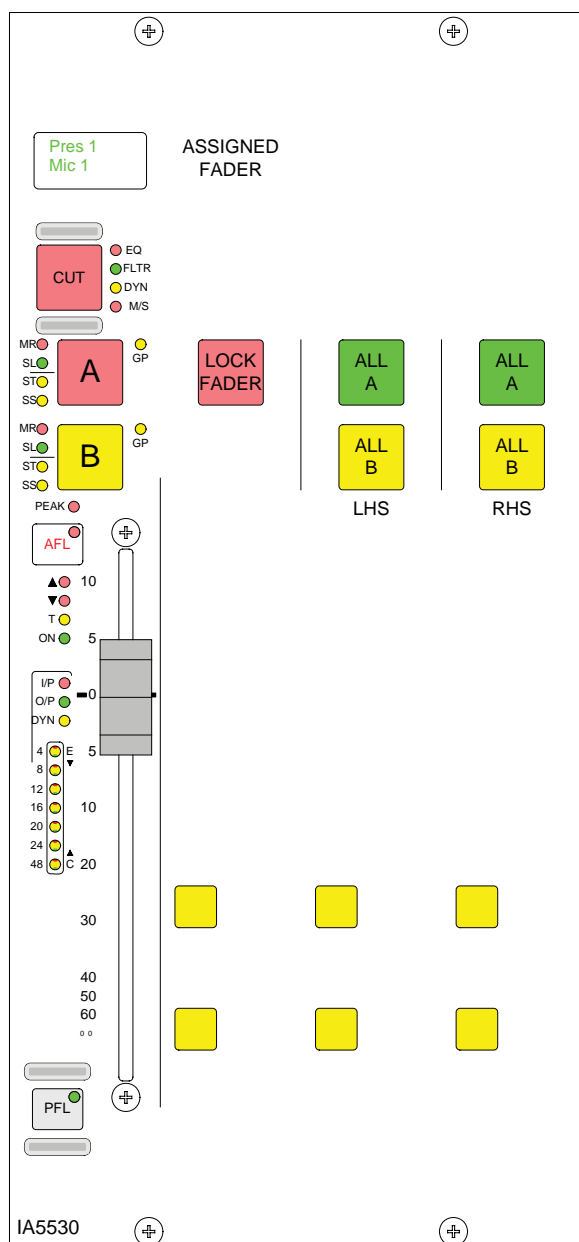 Pres 1
Mic 1
ASSIGNED
FADER
CUT
EQ
FLTR
DYN
M/S
MR
SL
ST
SS
A
GP
LOCK
FADER
ALL
A
ALL
A
MR
SL
ST
SS
B
GP
ALL
B
ALL
B
LHS
RHS
PEAK
AFL
▲
▼
T
ON
10
5
0
5
10
20
30
40
50
60
o o
I/P
O/P
DYN
4 E
8 ▼
12
16
20
24 ▲
48 C
PFL
IA5530